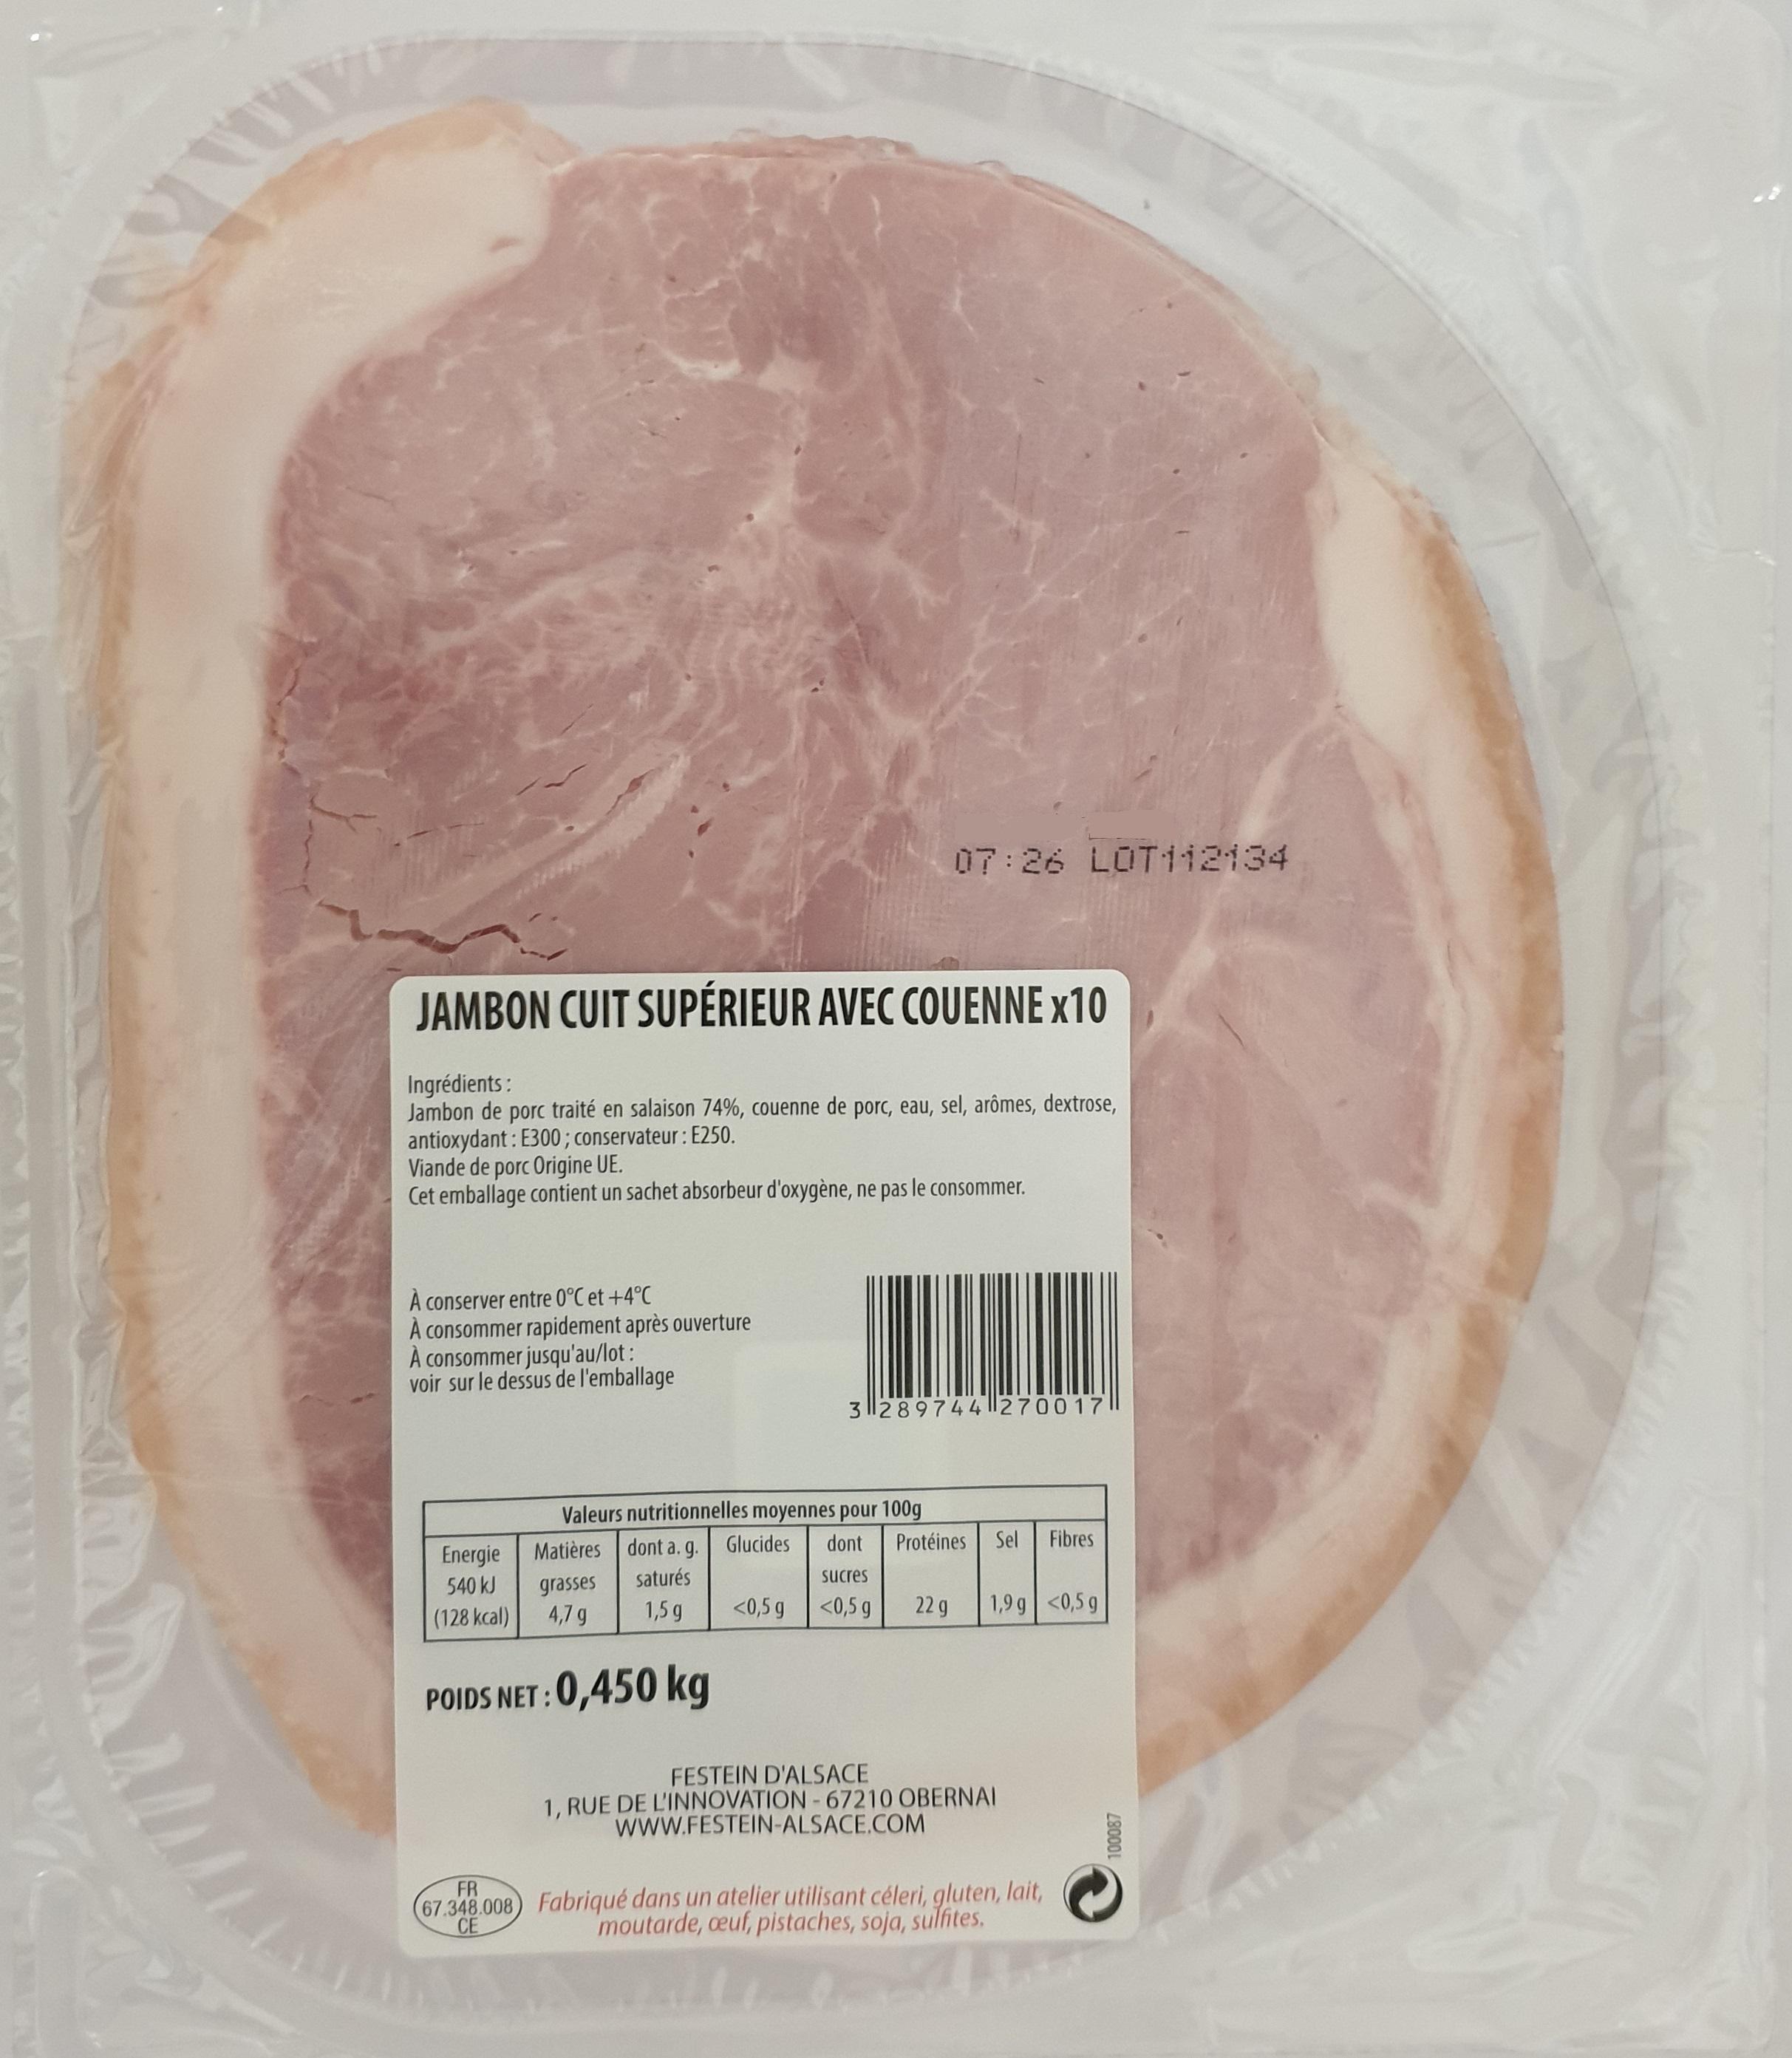 07:26 LOT112134
JAMBON CUIT SUPÉRIEUR AVEC COUENNE x10
Ingrédients :
Jambon de porc traité en salaison 74%, couenne de porc, eau, sel, arômes, dextrose,
antioxydant : E300 ; conservateur : E250.
Viande de porc Origine UE.
Cet emballage contient un sachet absorbeur d'oxygène, ne pas le consommer.
À conserver entre 0°C et +4°C
À consommer rapidement après ouverture
À consommer jusqu'au/lot :
voir sur le dessus de l'emballage
3 289744 270017
Valeurs nutritionnelles moyennes pour 100g
Energie Matières dont a. g. Glucides dont Protéines Sel Fibres
540 kJ grasses saturés sucres
(128 kcal) 4,7 g 1,5 g <0,5 g <0,5 g 22 g 1,9 g <0,5 g
POIDS NET : 0,450 kg
FESTEIN D'ALSACE
1, RUE DE L'INNOVATION - 67210 OBERNAI
WWW.FESTEIN-ALSACE.COM
100087
FR
67.348.008
CE
Fabriqué dans un atelier utilisant céleri, gluten, lait,
moutarde, œuf, pistaches, soja, sulfites.